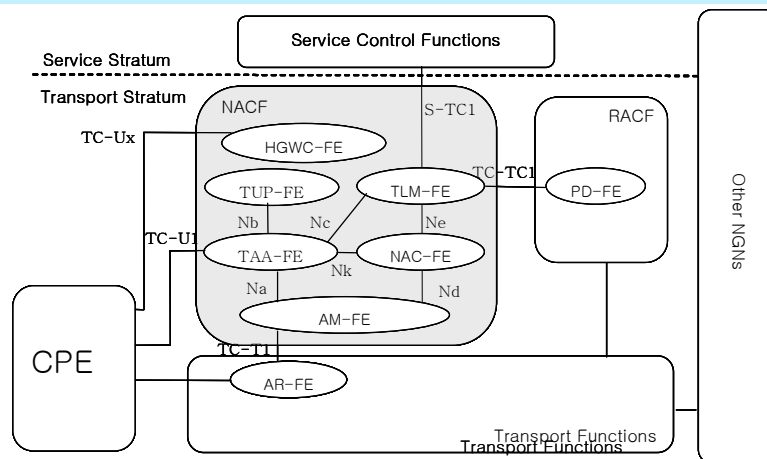 Service Control Functions
Service Stratum
Transport Stratum
NACF
S-TC1
RACF
TC-Ux
HGWC-FE
TC-TC1
TUP-FE
TLM-FE
PD-FE
Other NGNs
Nb
Nc
Ne
TC-U1
TAA-FE
NAC-FE
Nk
Na
Nd
AM-FE
CPE
TC-T1
AR-FE
Transport Functions
Transport Functions